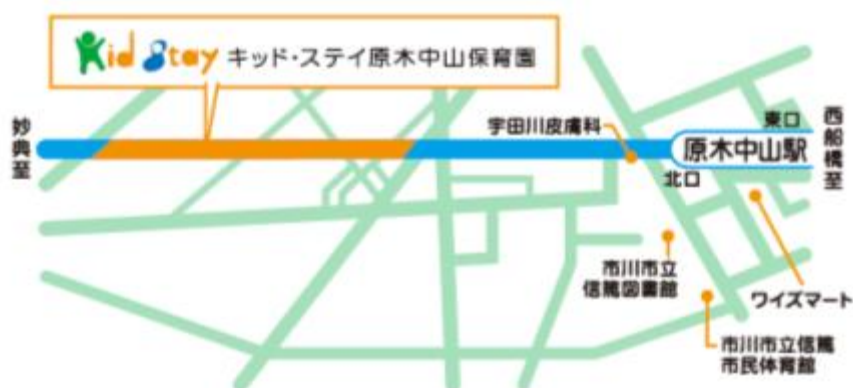 Kid Stay キッド・ステイ原木中山保育園
妙典至
宇田川皮膚科
東口
西船橋至
原木中山駅
北口
市川市立
信篤図書館
ワイズマート
市川市立信篤
市民体育館